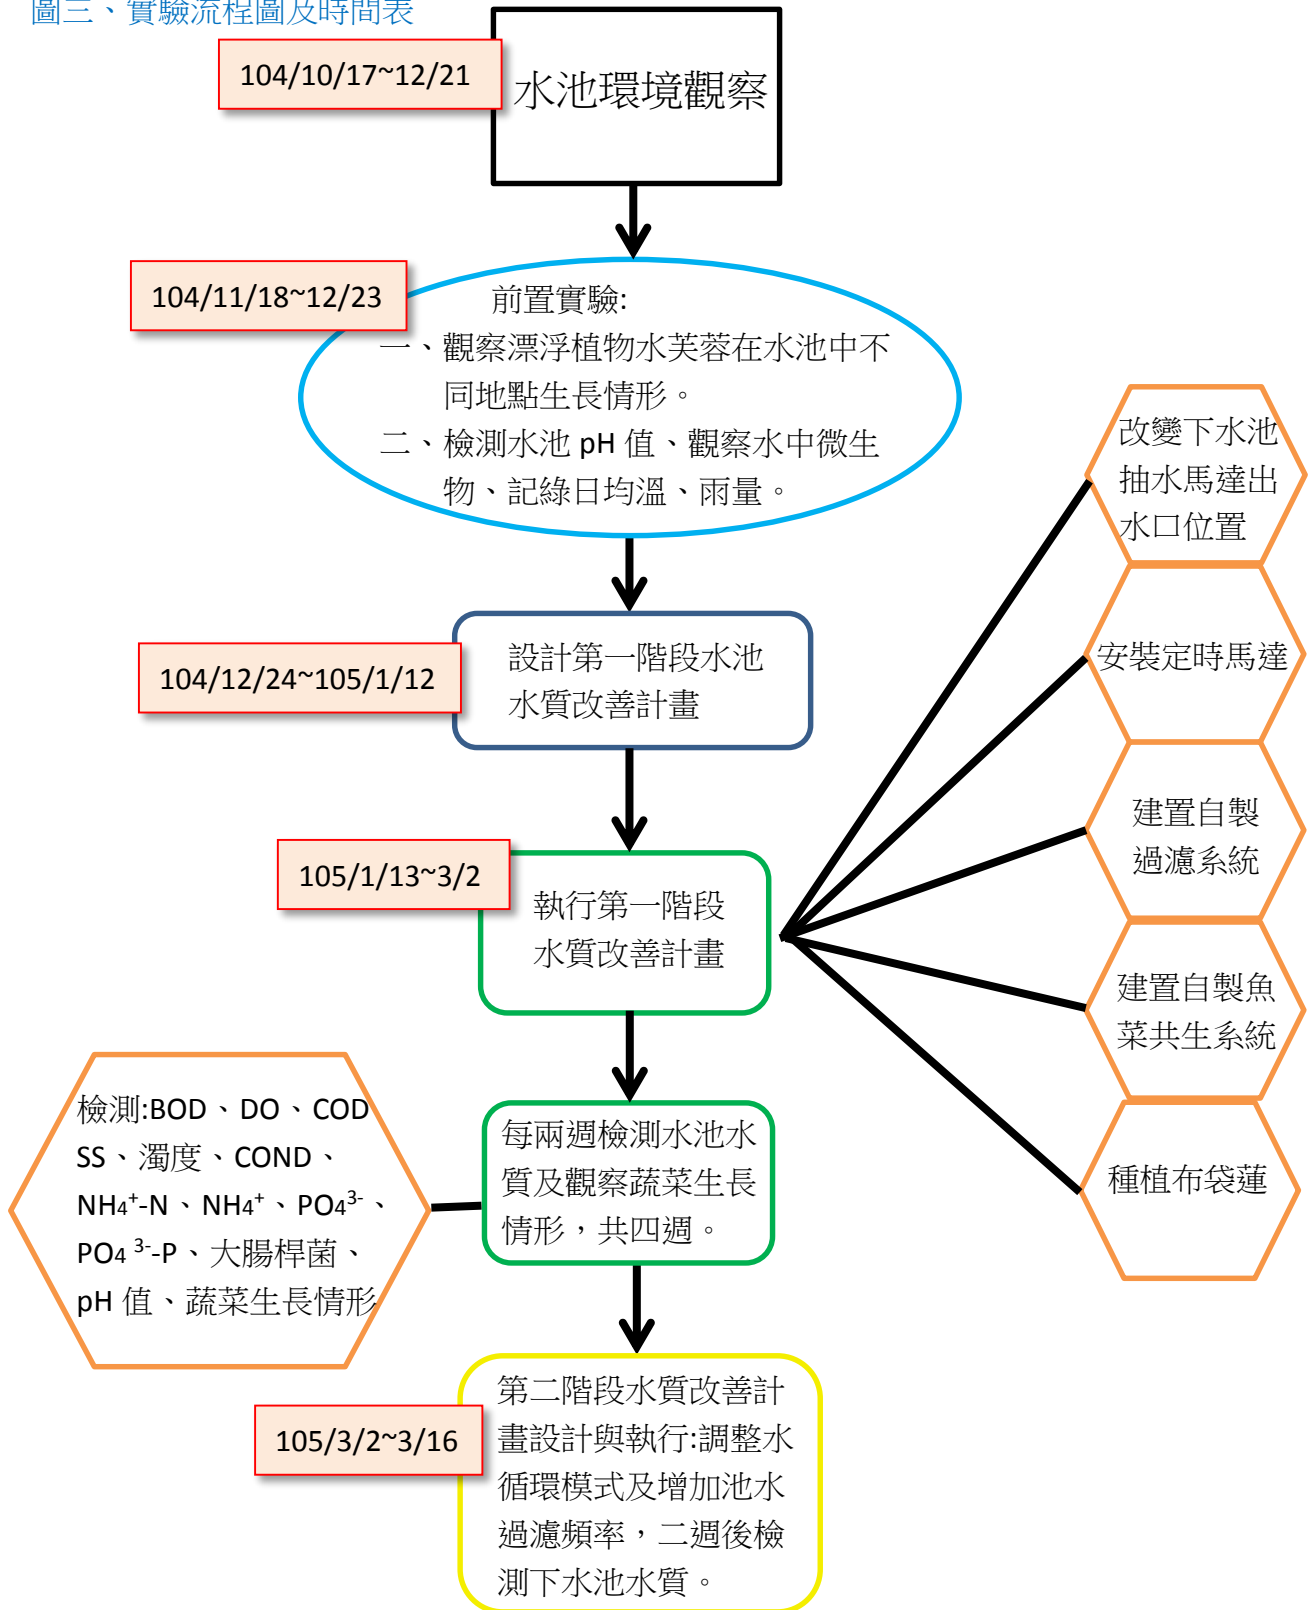 圖三、實驗流程圖及時間表
104/10/17~12/21
水池環境觀察
104/11/18~12/23
前置實驗:
一、觀察漂浮植物水芙蓉在水池中不
同地點生長情形。
二、檢測水池 pH 值、觀察水中微生
物、記錄日均溫、雨量。
104/12/24~105/1/12
設計第一階段水池
水質改善計畫
105/1/13~3/2
執行第一階段
水質改善計畫
改變下水池
抽水馬達出
水口位置
安裝定時馬達
建置自製
過濾系統
建置自製魚
菜共生系統
種植布袋蓮
每兩週檢測水池水
質及觀察蔬菜生長
情形，共四週。
檢測:BOD、DO、COD
SS、濁度、COND、
NH₄⁺-N、NH₄⁺、PO₄³⁻、
PO₄ ³⁻-P、大腸桿菌、
pH 值、蔬菜生長情形
105/3/2~3/16
第二階段水質改善計
畫設計與執行:調整水
循環模式及增加池水
過濾頻率，二週後檢
測下水池水質。